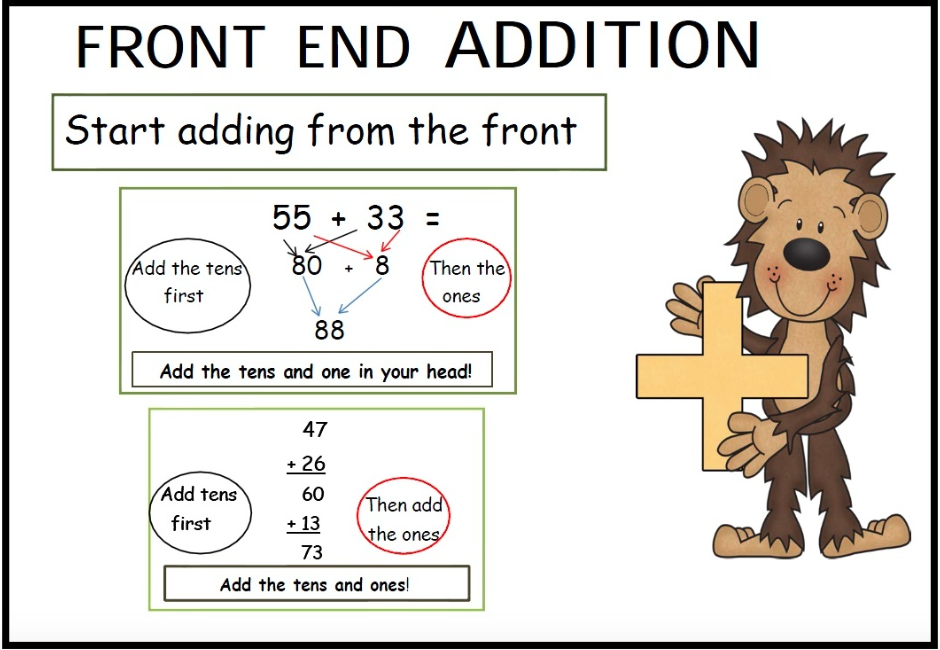 FRONT END ADDITION
Start adding from the front
55 + 33 =
Add the tens
first
80 + 8
Then the
ones
88
Add the tens and one in your head!
47
+ 26
Add tens
first
60
+ 13
Then add
the ones
73
Add the tens and ones!